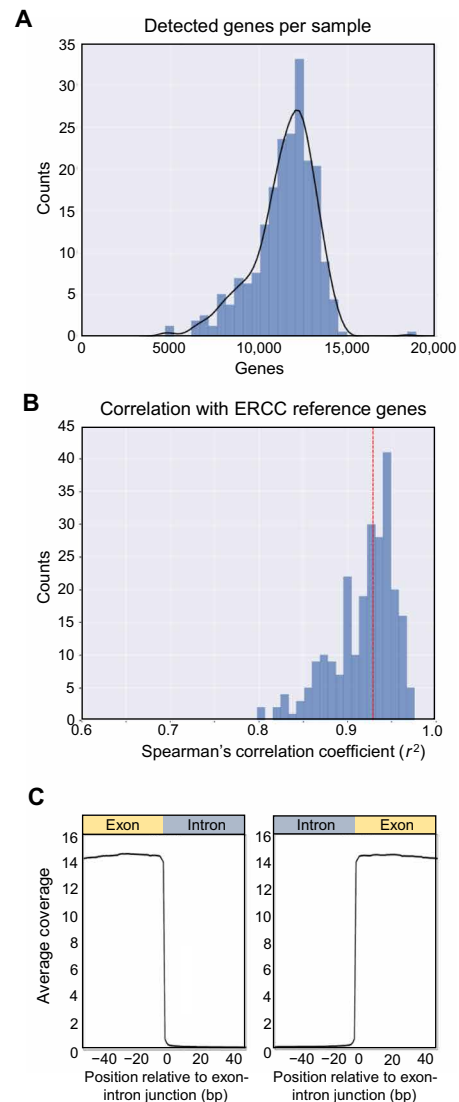 A
Detected genes per sample
35
30
25
20
15
10
5
0
Counts
0 5000 10,000 15,000 20,000
Genes
B
Correlation with ERCC reference genes
45
40
35
30
25
20
15
10
5
0
Counts
0.6 0.7 0.8 0.9 1.0
Spearman’s correlation coefficient (r²)
C
Exon Intron
16
14
12
10
8
6
4
2
0
Average coverage
−40 −20 0 20 40
Position relative to exon-
intron junction (bp)
Intron Exon
16
14
12
10
8
6
4
2
0
−40 −20 0 20 40
Position relative to exon-
intron junction (bp)